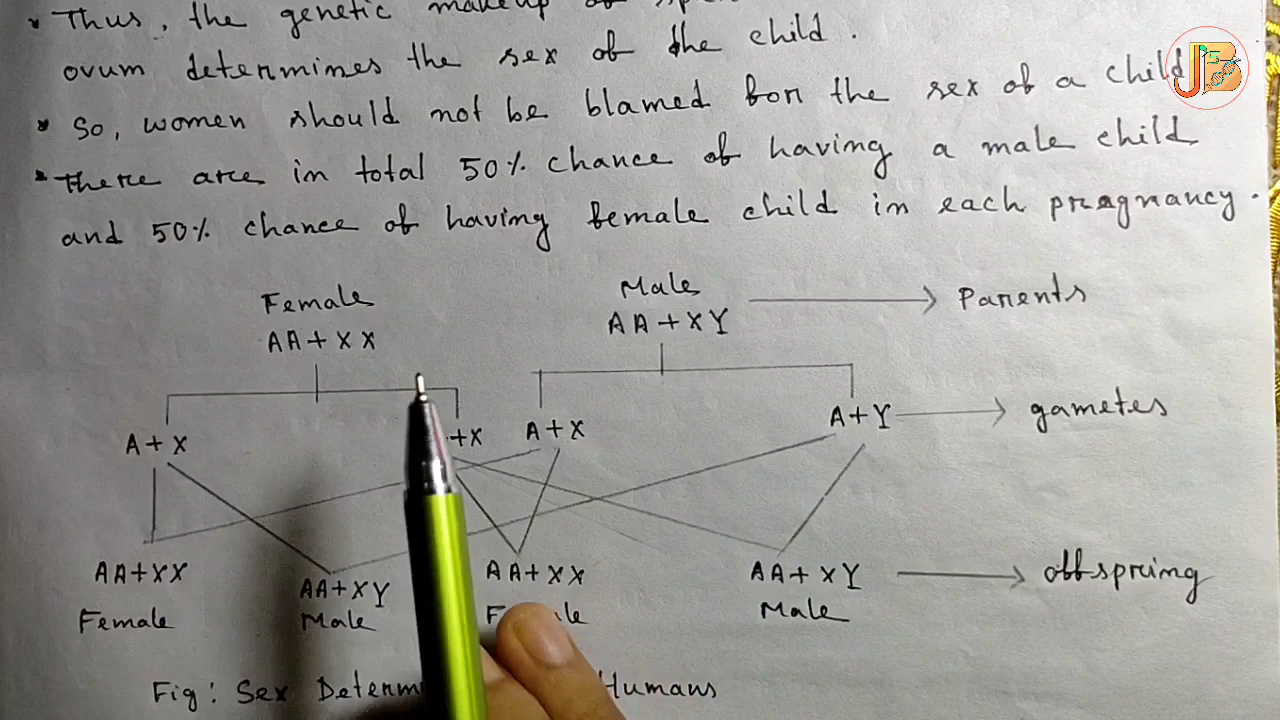 • Thus, the genetic makeup of
ovum determines the sex of the child.
• So, women should not be blamed for the sex of a child
• There are in total 50% chance of having a male child
and 50% chance of having female child in each pregnancy.
Female Male → Parents
AA+XX AA+XY
A+X +X A+X A+Y → gametes
AA+XX AA+XY AA+XX AA+XY → offspring
Female Male Male
Fig: Sex Humans
JB